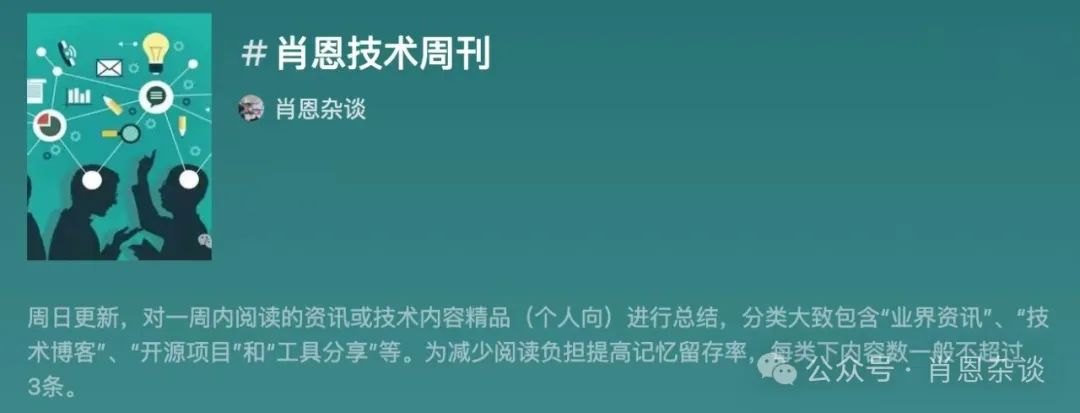 #肖恩技术周刊
肖恩杂谈
周日更新，对一周内阅读的资讯或技术内容精品（个人向）进行总结，分类大致包含“业界资讯”、“技
术博客”、“开源项目”和“工具分享”等。为减少阅读负担提高记忆留存率，每类下内容数一般不超过
3条。
公众号 · 肖恩杂谈